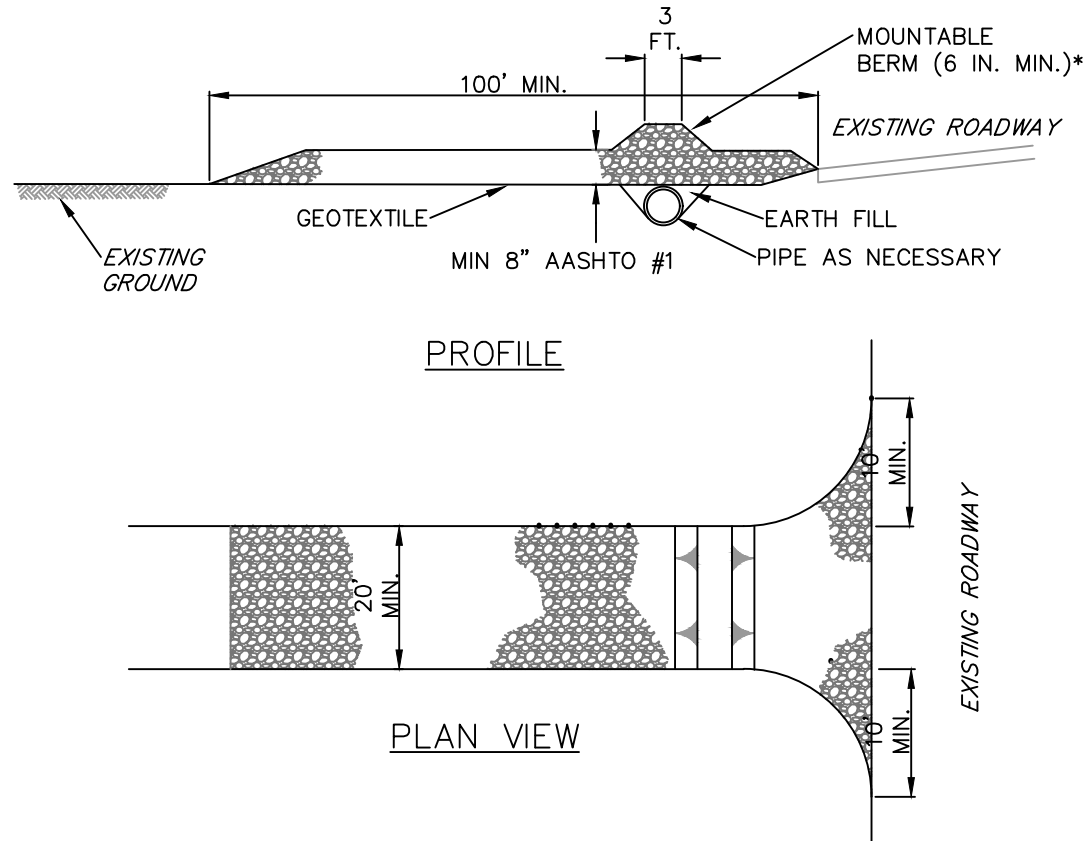 3
FT.
MOUNTABLE
BERM (6 IN. MIN.)*
100' MIN.
EXISTING ROADWAY
GEOTEXTILE
EARTH FILL
EXISTING
GROUND
MIN 8" AASHTO #1
PIPE AS NECESSARY
PROFILE
10'
MIN.
20'
MIN.
EXISTING ROADWAY
10'
MIN.
PLAN VIEW